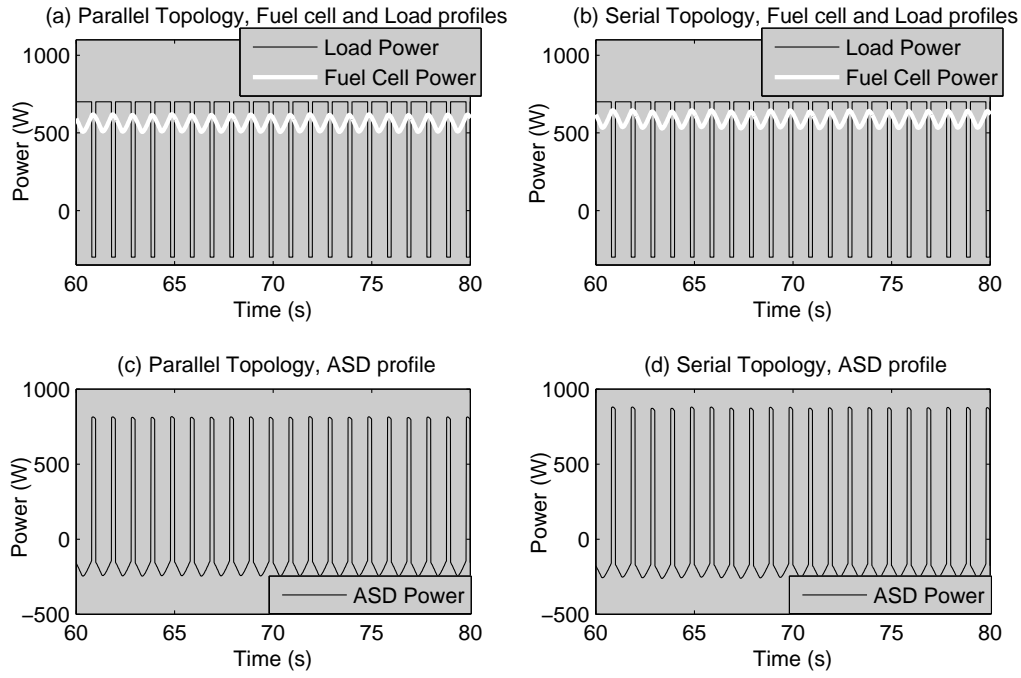 (a) Parallel Topology, Fuel cell and Load profiles
Load Power
Fuel Cell Power
1000
500
0
Power (W)
60
65
70
75
80
Time (s)
(b) Serial Topology, Fuel cell and Load profiles
Load Power
Fuel Cell Power
1000
500
0
Power (W)
60
65
70
75
80
Time (s)
(c) Parallel Topology, ASD profile
1000
500
0
−500
Power (W)
ASD Power
60
65
70
75
80
Time (s)
(d) Serial Topology, ASD profile
1000
500
0
−500
Power (W)
ASD Power
60
65
70
75
80
Time (s)